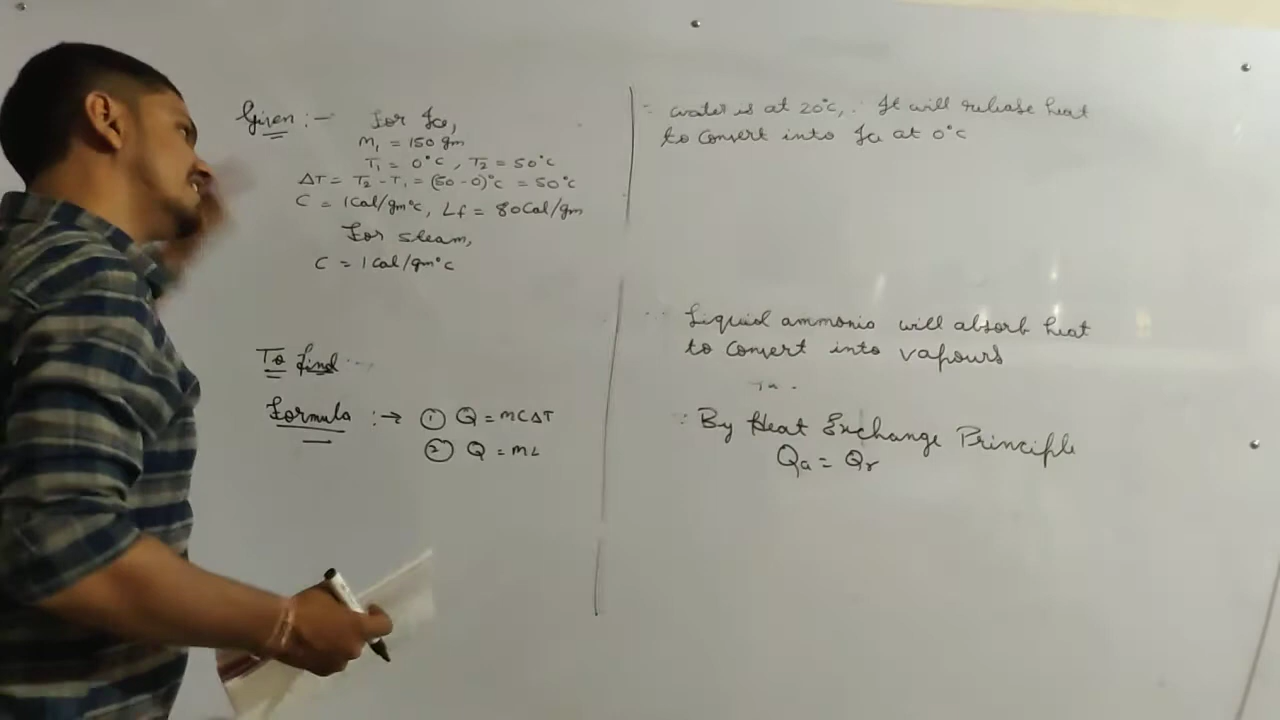 Given :-
For Ice,
M₁ = 150 gm
T₁ = 0°C , T₂ = 50°C
ΔT = T₂ - T₁ = (50 - 0)°C = 50°C
C = 1Cal/gm°C, Lf = 80Cal/gm
For steam,
C = 1Cal/gm°C
To find
Formula :→ ① Q = mCΔT
② Q = mL
water is at 20°C, . It will release heat
to convert into Ice at 0°C
Liquid ammonia will absorb heat
to convert into vapours
∴ By Heat Exchange Principle
Qa = Qr